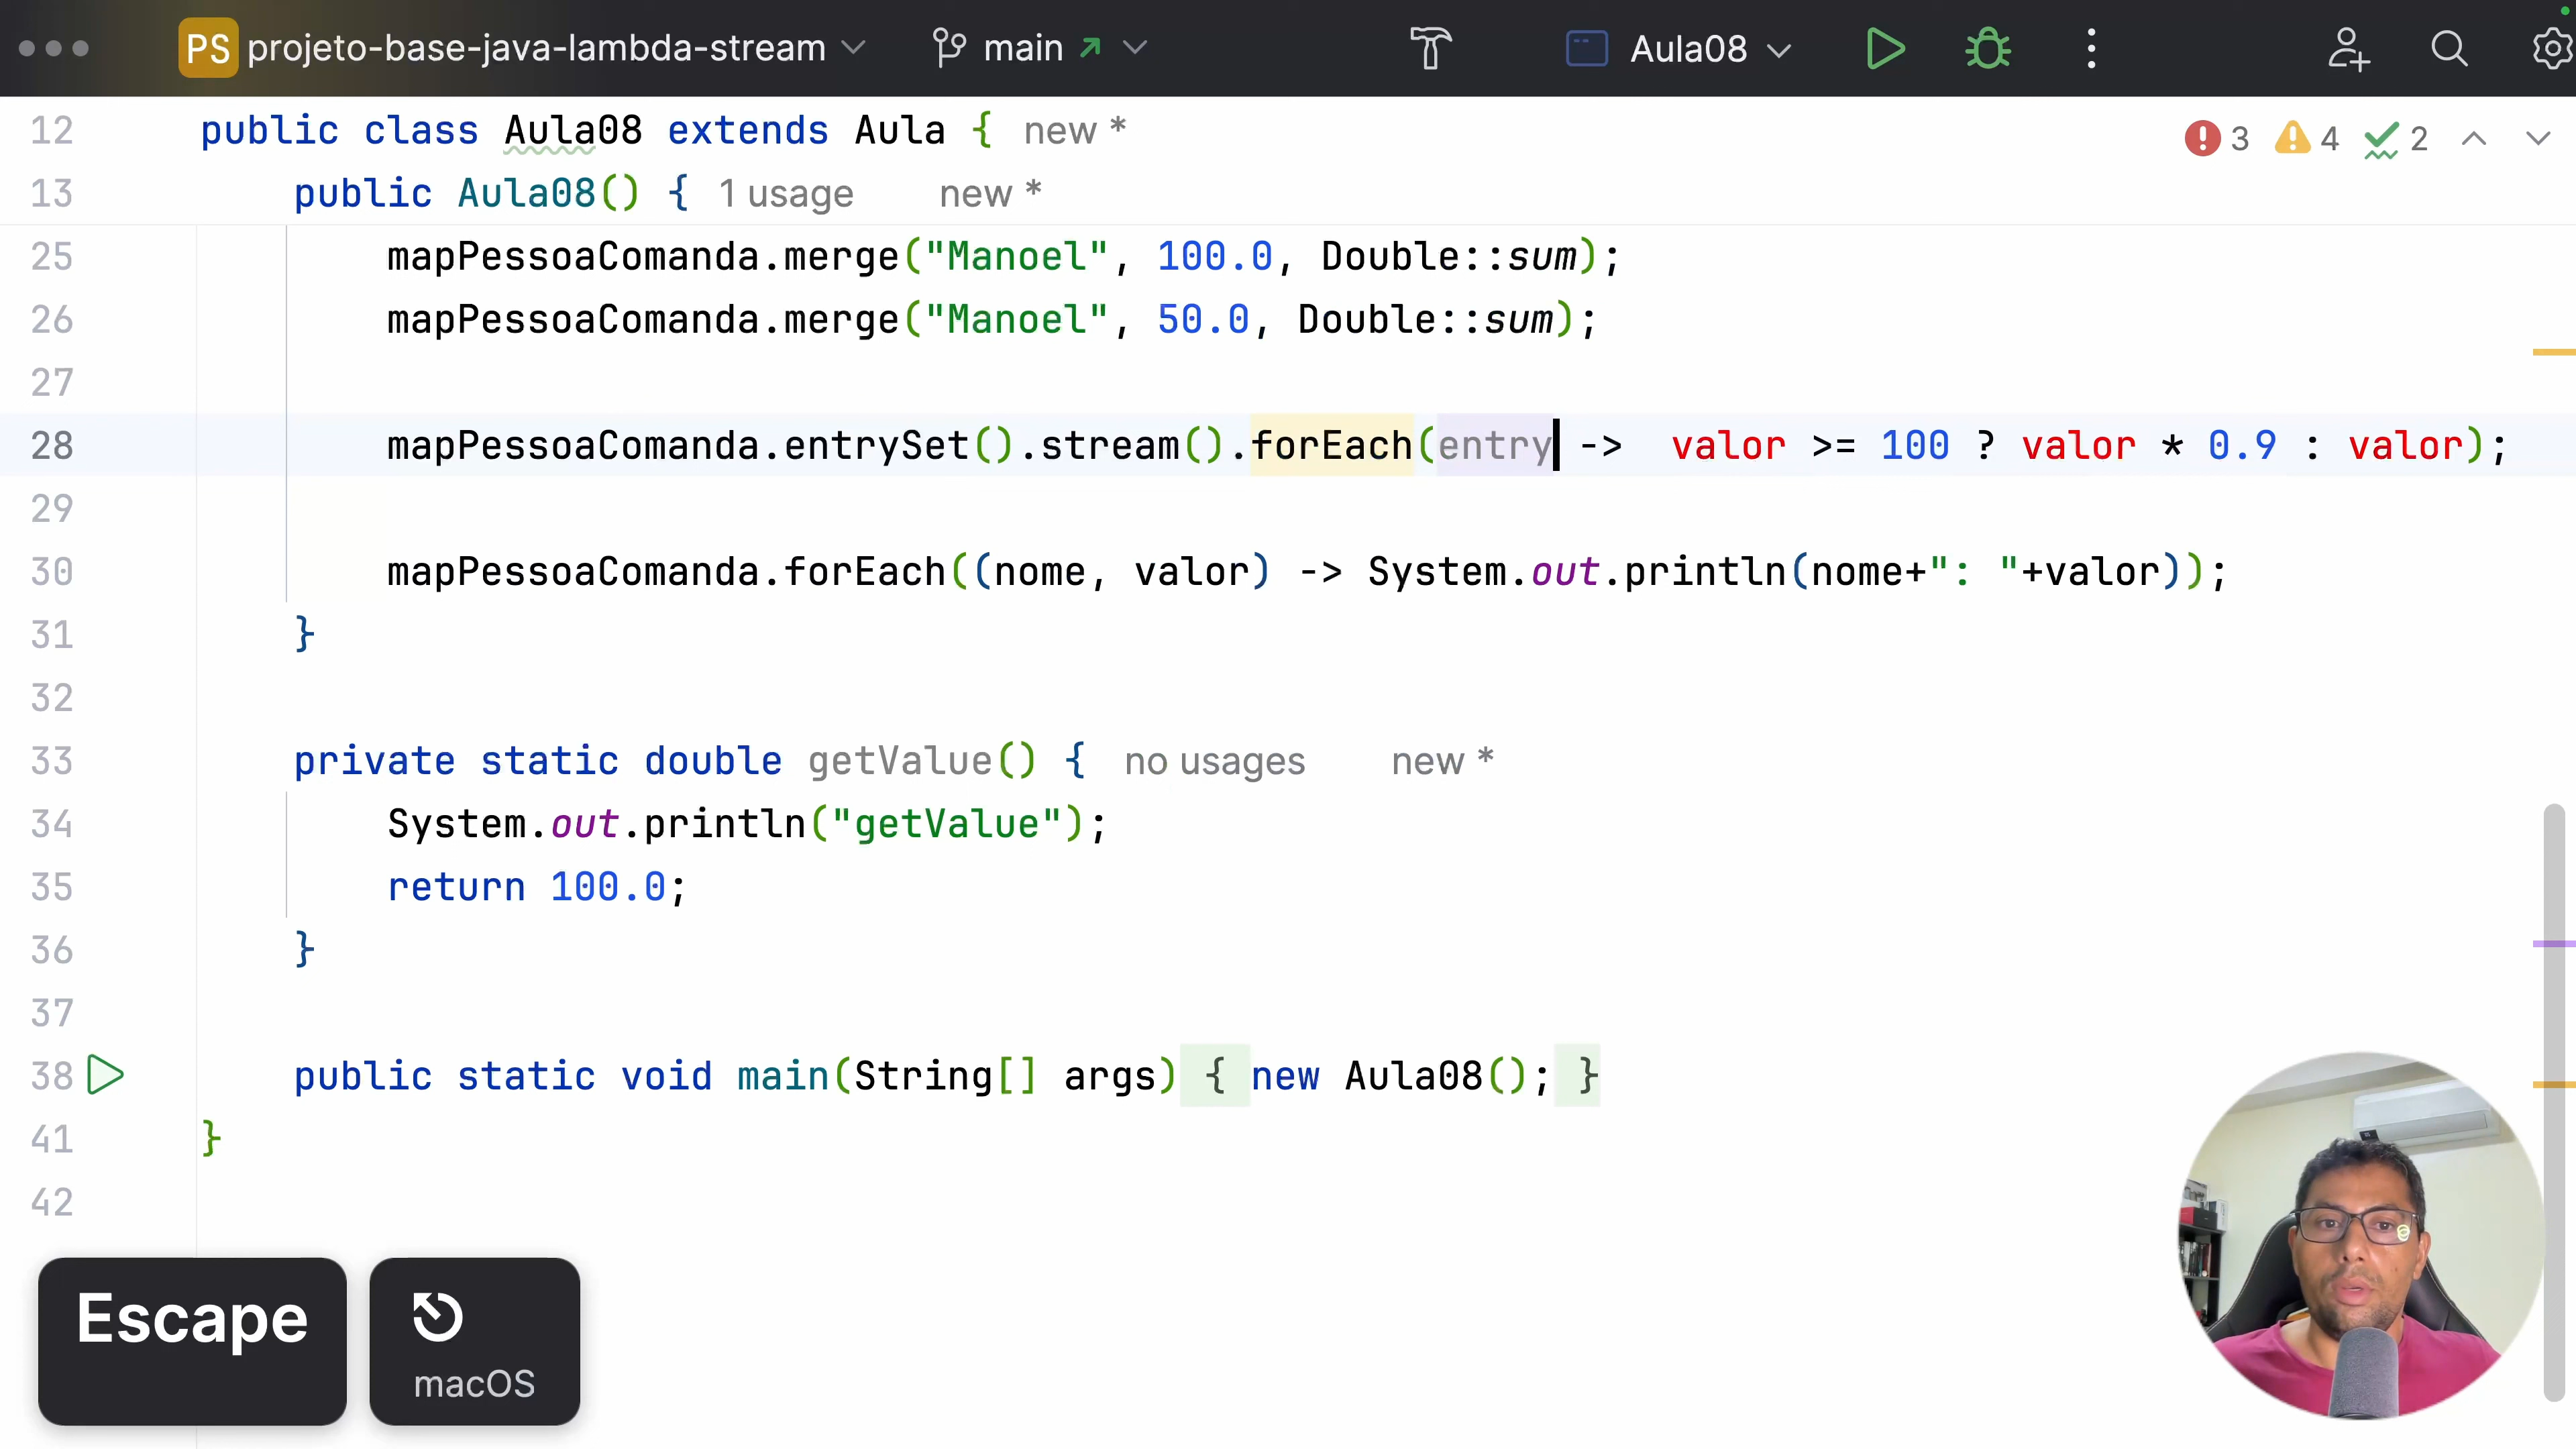 PS projeto-base-java-lambda-stream main Aula08
12 public class Aula08 extends Aula { new *
3 4 2
13 public Aula08() { 1 usage new *
25 mapPessoaComanda.merge("Manoel", 100.0, Double::sum);
26 mapPessoaComanda.merge("Manoel", 50.0, Double::sum);
27
28 mapPessoaComanda.entrySet().stream().forEach(entry -> valor >= 100 ? valor * 0.9 : valor);
29
30 mapPessoaComanda.forEach((nome, valor) -> System.out.println(nome+": "+valor));
31 }
32
33 private static double getValue() { no usages new *
34 System.out.println("getValue");
35 return 100.0;
36 }
37
38 public static void main(String[] args) { new Aula08(); }
41 }
42
Escape
macOS